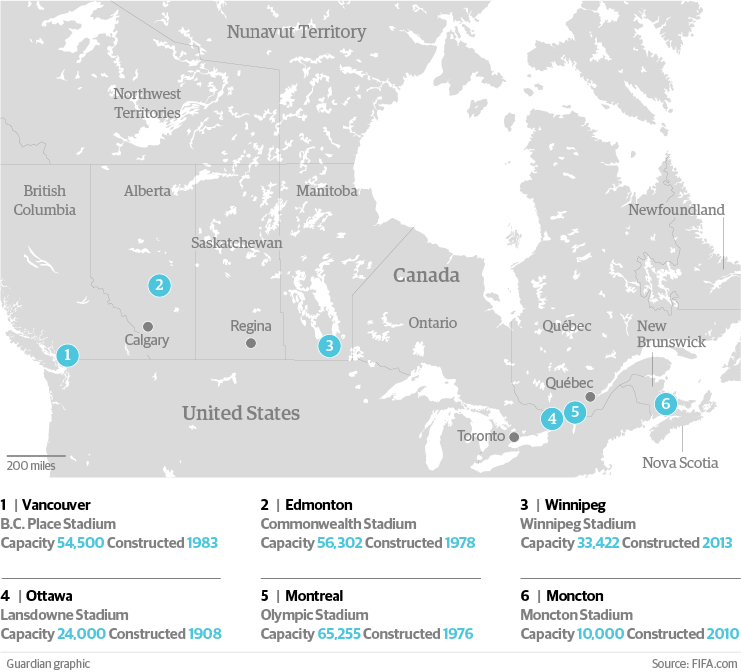 Nunavut Territory
Northwest
Territories
British
Columbia
Alberta
Manitoba
Newfoundland
Saskatchewan
Canada
2
Calgary
Regina
Ontario
Québec
New
Brunswick
1
3
Québec
United States
4
5
6
Toronto
200 miles
Nova Scotia
1 | Vancouver
B.C. Place Stadium
Capacity 54,500 Constructed 1983
2 | Edmonton
Commonwealth Stadium
Capacity 56,302 Constructed 1978
3 | Winnipeg
Winnipeg Stadium
Capacity 33,422 Constructed 2013
4 | Ottawa
Lansdowne Stadium
Capacity 24,000 Constructed 1908
5 | Montreal
Olympic Stadium
Capacity 65,255 Constructed 1976
6 | Moncton
Moncton Stadium
Capacity 10,000 Constructed 2010
Guardian graphic
Source: FIFA.com